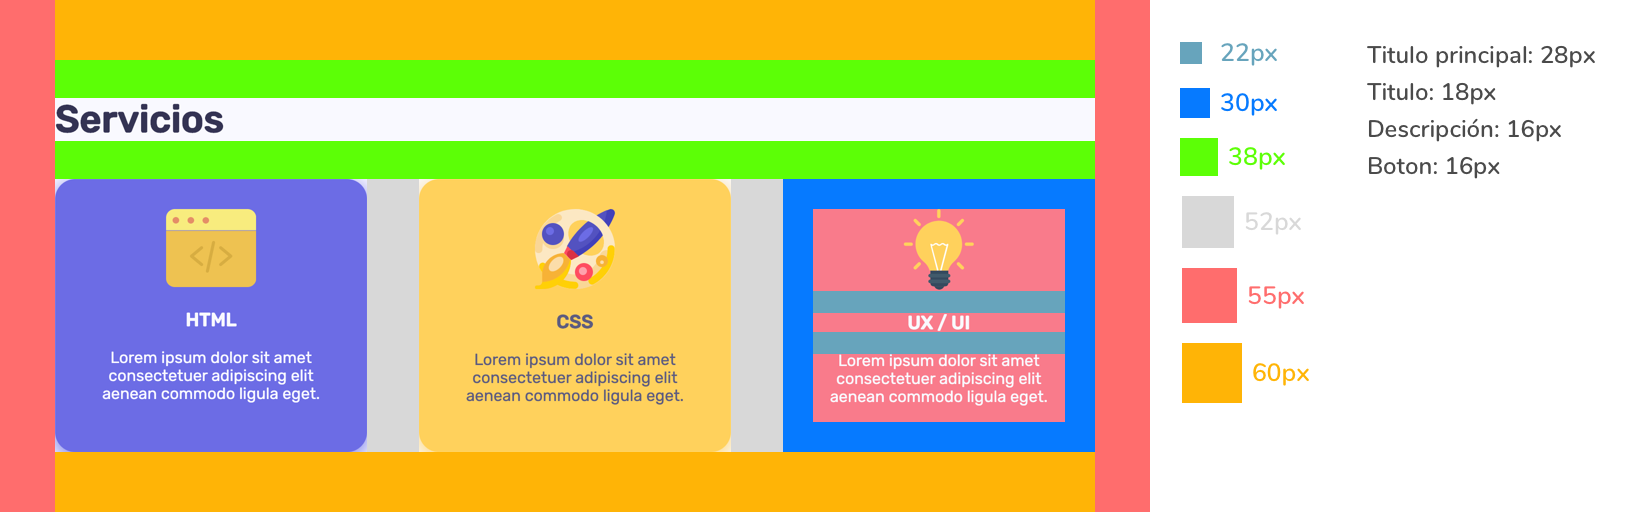 Servicios
</>
HTML
Lorem ipsum dolor sit amet
consectetuer adipiscing elit
aenean commodo ligula eget.
CSS
Lorem ipsum dolor sit amet
consectetuer adipiscing elit
aenean commodo ligula eget.
UX / UI
Lorem ipsum dolor sit amet
consectetuer adipiscing elit
aenean commodo ligula eget.
22px
30px
38px
52px
55px
60px
Titulo principal: 28px
Titulo: 18px
Descripción: 16px
Boton: 16px